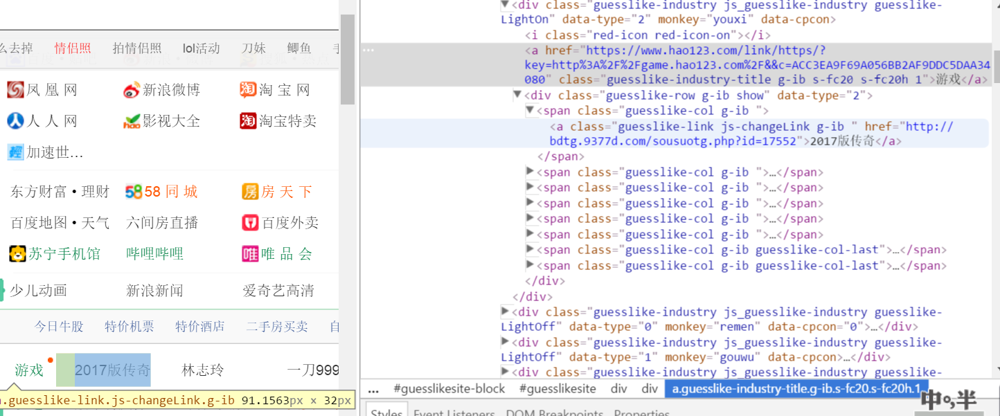 么去掉 情侣照 拍情侣照 lol活动 刀妹 鲫鱼
凤 凰 网 新浪微博 淘 宝 网
人 人 网 影视大全 淘宝特卖
加速世...
东方财富 • 理财 58 同 城 房 天 下
百度地图 • 天气 六间房直播 百度外卖
苏宁手机馆 哔哩哔哩 唯 品 会
少儿动画 新浪新闻 爱奇艺高清
今日牛股 特价机票 特价酒店 二手房买卖 自
游戏 2017版传奇 林志玲 一刀999
.guesslike-link.js-changeLink.g-ib 91.1563px × 32px
<div class="guesslike-industry js_guesslike-industry guesslike-
LightOn" data-type="2" monkey="youxi" data-cpcon>
<i class="red-icon red-icon-on"></i>
<a href="https://www.hao123.com/link/https/?
key=http%3A%2F%2Fgame.hao123.com%2F&&c=ACC3EA9F69A056BB2AF9DDC5DAA34
080" class="guesslike-industry-title g-ib s-fc20 s-fc20h 1">游戏</a>
<div class="guesslike-row g-ib show" data-type="2">
<span class="guesslike-col g-ib ">
<a class="guesslike-link js-changeLink g-ib " href="http://
bdtg.9377d.com/sousuotg.php?id=17552">2017版传奇</a>
</span>
<span class="guesslike-col g-ib ">…</span>
<span class="guesslike-col g-ib ">…</span>
<span class="guesslike-col g-ib ">…</span>
<span class="guesslike-col g-ib ">…</span>
<span class="guesslike-col g-ib ">…</span>
<span class="guesslike-col g-ib guesslike-col-last">…</span>
<span class="guesslike-col g-ib guesslike-col-last">…</span>
</div>
</div>
<div class="guesslike-industry js_guesslike-industry guesslike-
LightOff" data-type="0" monkey="remen" data-cpcon="0">…</div>
<div class="guesslike-industry js_guesslike-industry guesslike-
LightOff" data-type="1" monkey="gouwu" data-cpcon>…</div>
<div class="guesslike-industry js_guesslike-industry guesslike-
... #guesslikesite-block #guesslikesite div div a.guesslike-industry-title.g-ib.s-fc20.s-fc20h.1
中 半
Styles Event Listeners DOM Breakpoints Properties